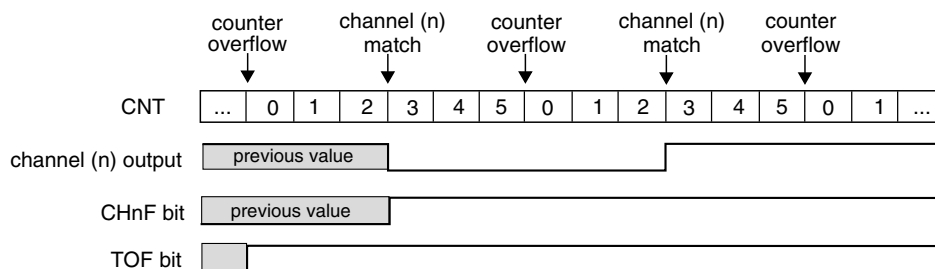 counter overflow
channel (n) match
counter overflow
channel (n) match
counter overflow
CNT ... 0 1 2 3 4 5 0 1 2 3 4 5 0 1 ...
channel (n) output previous value
CHnF bit previous value
TOF bit